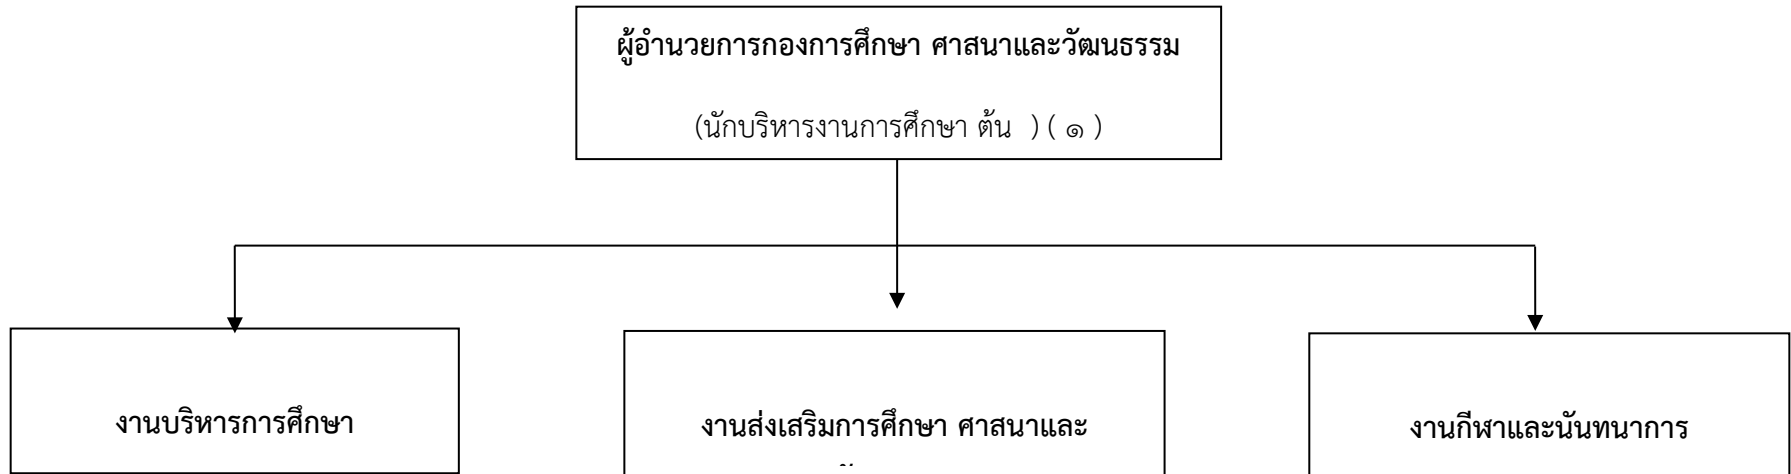 ผู้อำนวยการกองการศึกษา ศาสนาและวัฒนธรรม
(นักบริหารงานการศึกษา ต้น ) ( ๑ )
งานบริหารการศึกษา
งานส่งเสริมการศึกษา ศาสนาและ
งานกีฬาและนันทนาการ